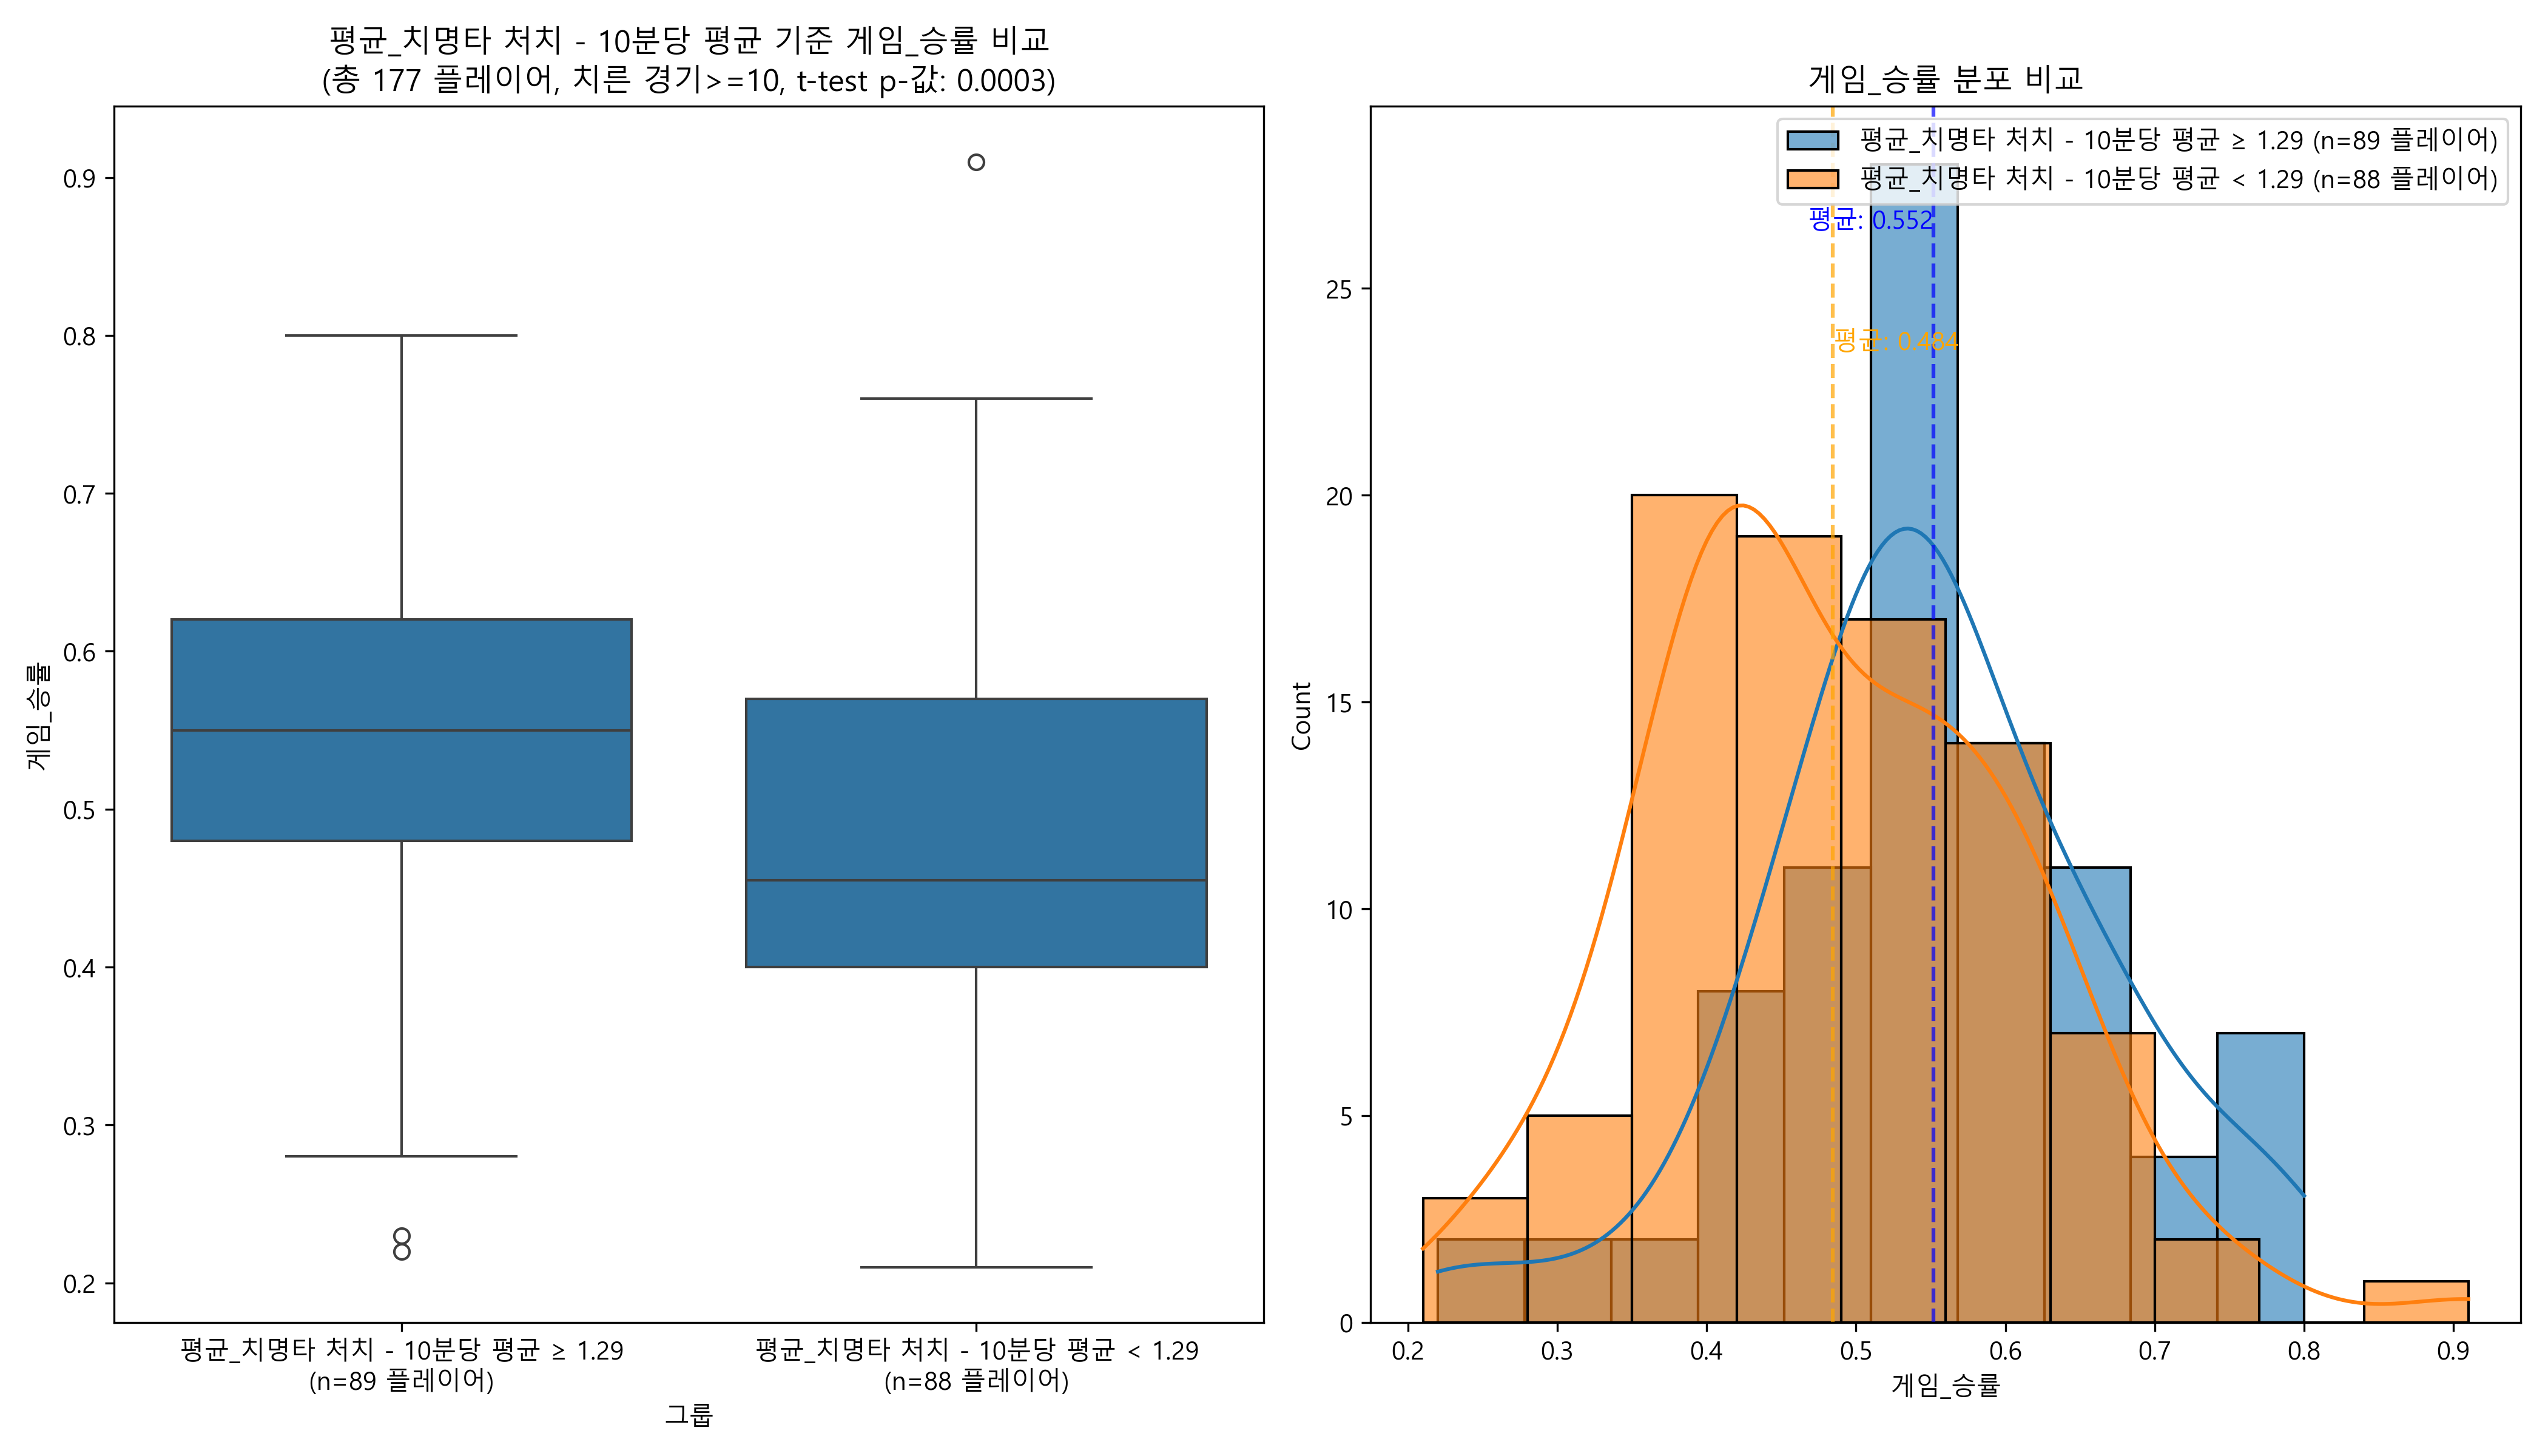 평균_치명타 처치 - 10분당 평균 기준 게임_승률 비교
(총 177 플레이어, 치른 경기>=10, t-test p-값: 0.0003)
게임_승률
0.9
0.8
0.7
0.6
0.5
0.4
0.3
0.2
평균_치명타 처치 - 10분당 평균 ≥ 1.29
(n=89 플레이어)
평균_치명타 처치 - 10분당 평균 < 1.29
(n=88 플레이어)
그룹
게임_승률 분포 비교
평균_치명타 처치 - 10분당 평균 ≥ 1.29 (n=89 플레이어)
평균_치명타 처치 - 10분당 평균 < 1.29 (n=88 플레이어)
평균: 0.552
평균: 0.484
Count
25
20
15
10
5
0
0.2 0.3 0.4 0.5 0.6 0.7 0.8 0.9
게임_승률